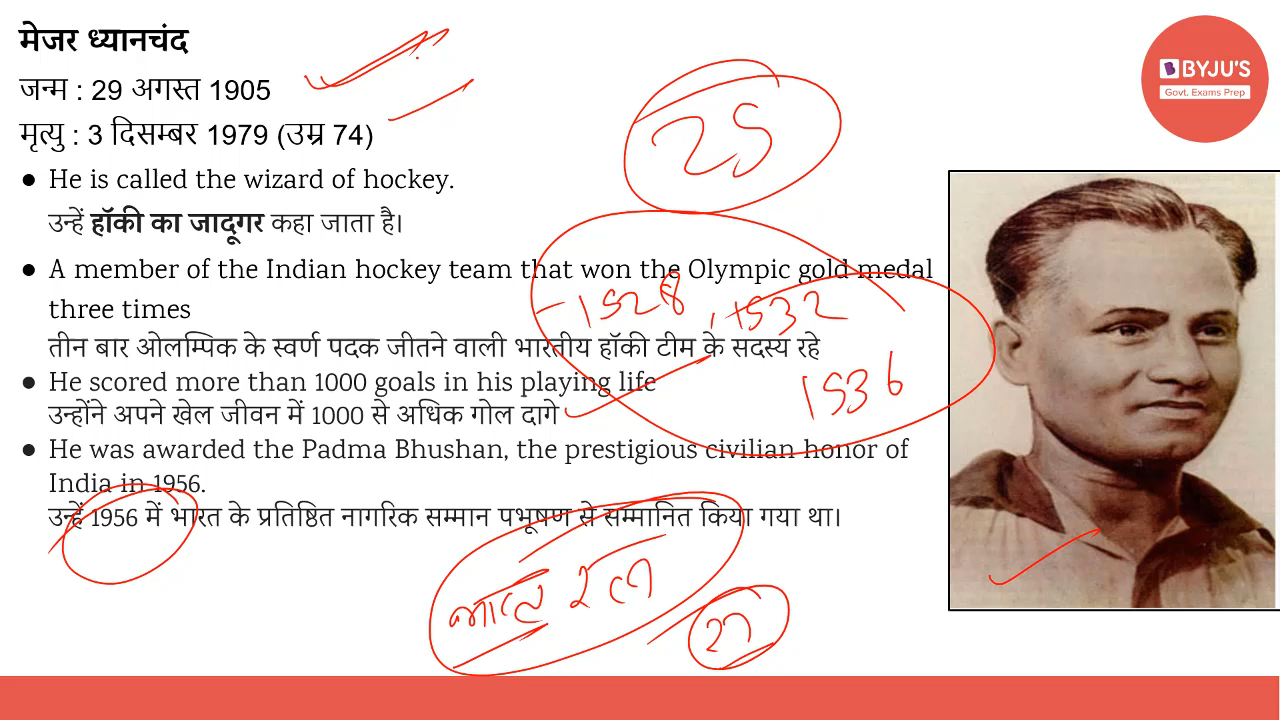 मेजर ध्यानचंद
जन्म : 29 अगस्त 1905
मृत्यु : 3 दिसम्बर 1979 (उम्र 74)
● He is called the wizard of hockey.
उन्हें हॉकी का जादूगर कहा जाता है।
● A member of the Indian hockey team that won the Olympic gold medal
three times
तीन बार ओलम्पिक के स्वर्ण पदक जीतने वाली भारतीय हॉकी टीम के सदस्य रहे
● He scored more than 1000 goals in his playing life
उन्होंने अपने खेल जीवन में 1000 से अधिक गोल दागे
● He was awarded the Padma Bhushan, the prestigious civilian honor of
India in 1956.
उन्हें 1956 में भारत के प्रतिष्ठित नागरिक सम्मान पभूषण से सम्मानित किया गया था।
BYJU'S
Govt. Exams Prep